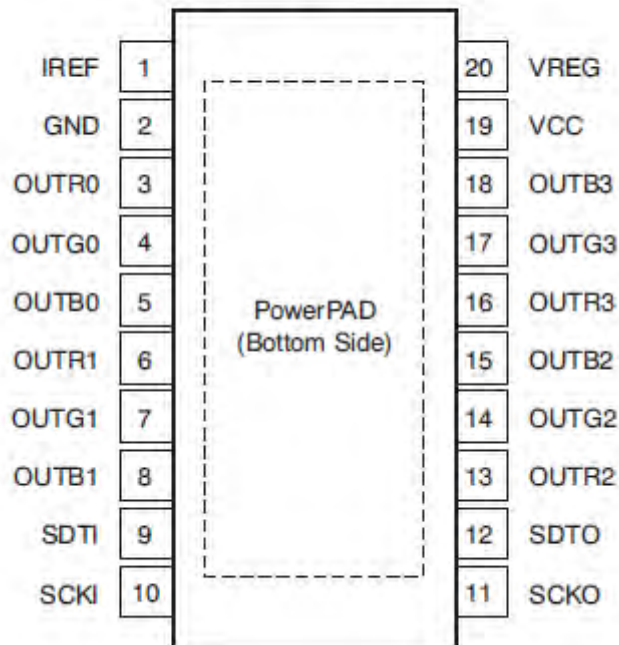 IREF 1 20 VREG
GND 2 19 VCC
OUTR0 3 18 OUTB3
OUTG0 4 17 OUTG3
OUTB0 5 16 OUTR3
PowerPAD
(Bottom Side)
OUTR1 6 15 OUTB2
OUTG1 7 14 OUTG2
OUTB1 8 13 OUTR2
SDTI 9 12 SDTO
SCKI 10 11 SCKO